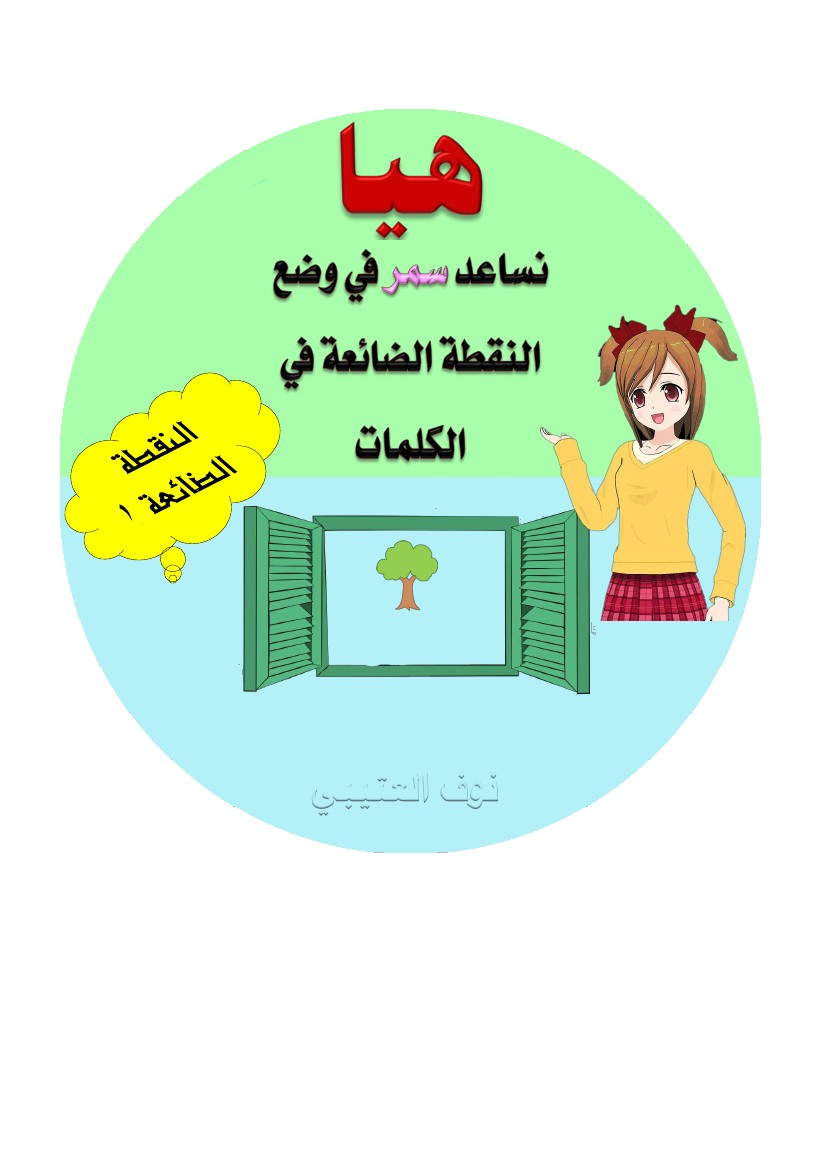 هيا
نساعد سمر في وضع
النقطة الضائعة في
الكلمات
النقطة
الضائعة ١
نوف العتيبي